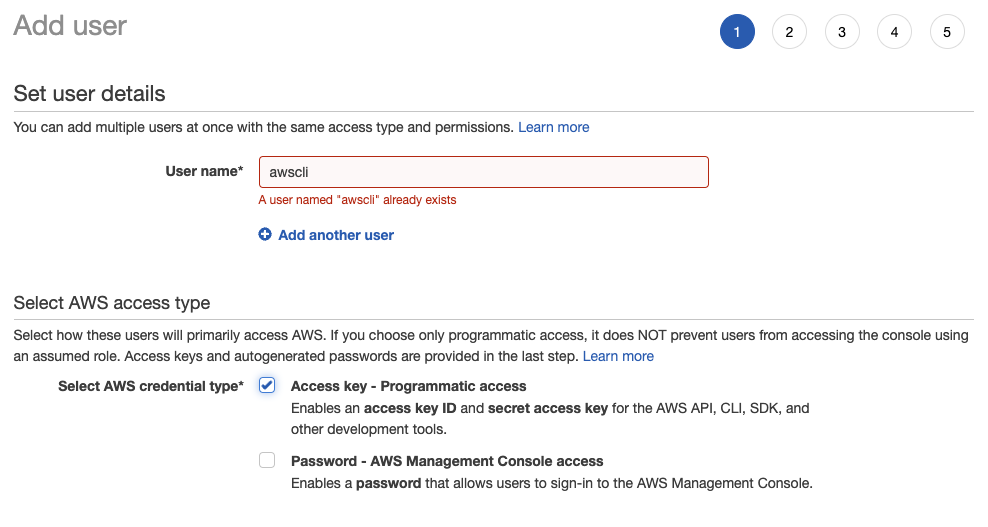 Add user
1 2 3 4 5
Set user details
You can add multiple users at once with the same access type and permissions. Learn more
User name* awscli
A user named "awscli" already exists
Add another user
Select AWS access type
Select how these users will primarily access AWS. If you choose only programmatic access, it does NOT prevent users from accessing the console using
an assumed role. Access keys and autogenerated passwords are provided in the last step. Learn more
Select AWS credential type* Access key - Programmatic access
Enables an access key ID and secret access key for the AWS API, CLI, SDK, and
other development tools.
Password - AWS Management Console access
Enables a password that allows users to sign-in to the AWS Management Console.